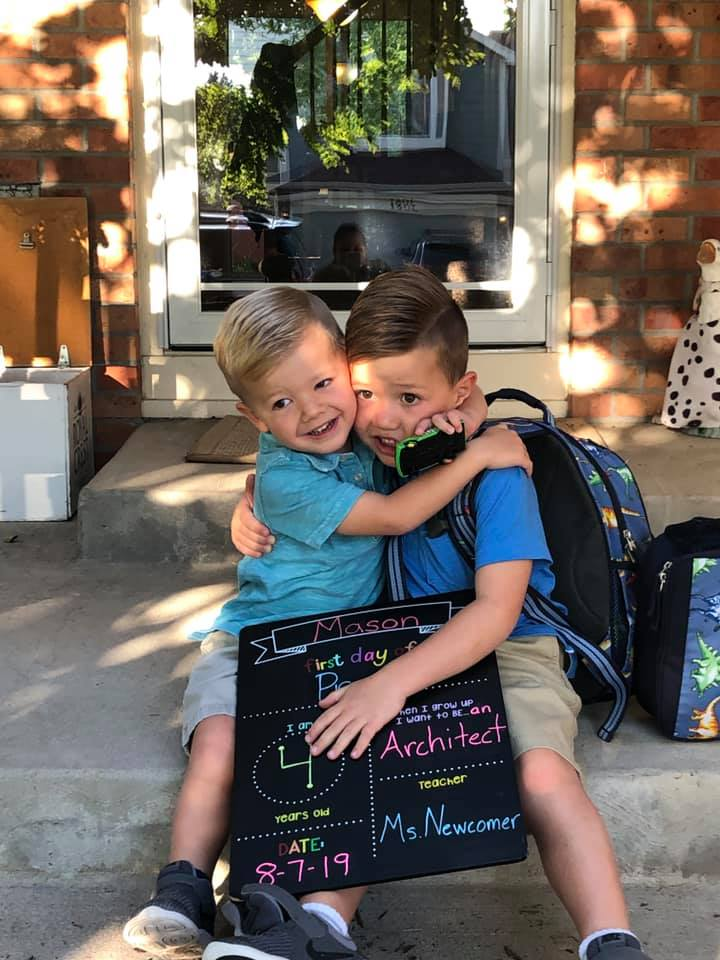 Mason
First day of
I am
4
Years old
DATE:
8-7-19
When I grow up
I want to BE...an
Architect
Teacher
Ms. Newcomer